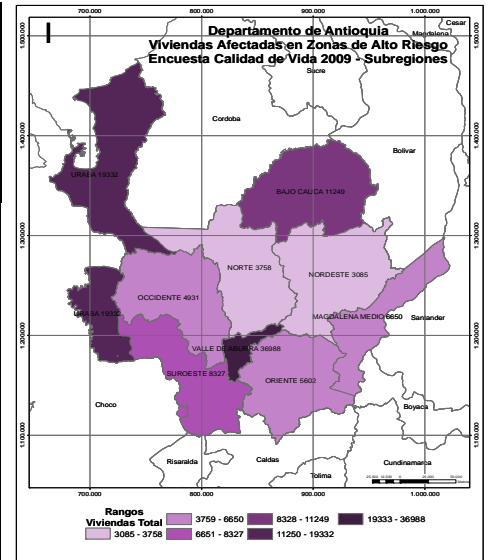 700.000 800.000 900.000 1.000.000
Departamento de Antioquia
Viviendas Afectadas en Zonas de Alto Riesgo
Encuesta Calidad de Vida 2009 - Subregiones
Cesar
Magdalena
Sucre
Cordoba
Bolivar
1.500.000
1.400.000
1.300.000
1.200.000
1.100.000
URABA 19332
BAJO CAUCA 11249
NORTE 3758
NORDESTE 3085
OCCIDENTE 4931
URABA 19332
MAGDALENA MEDIO 6650
Santander
VALLE DE ABURRA 36988
SUROESTE 8327
ORIENTE 5602
Choco
Boyaca
Risaralda
Caldas
Cundinamarca
Tolima
700.000 800.000 900.000 1.000.000
Rangos
Viviendas Total
3085 - 3758
3759 - 6650
6651 - 8327
8328 - 11249
11250 - 19332
19333 - 36988